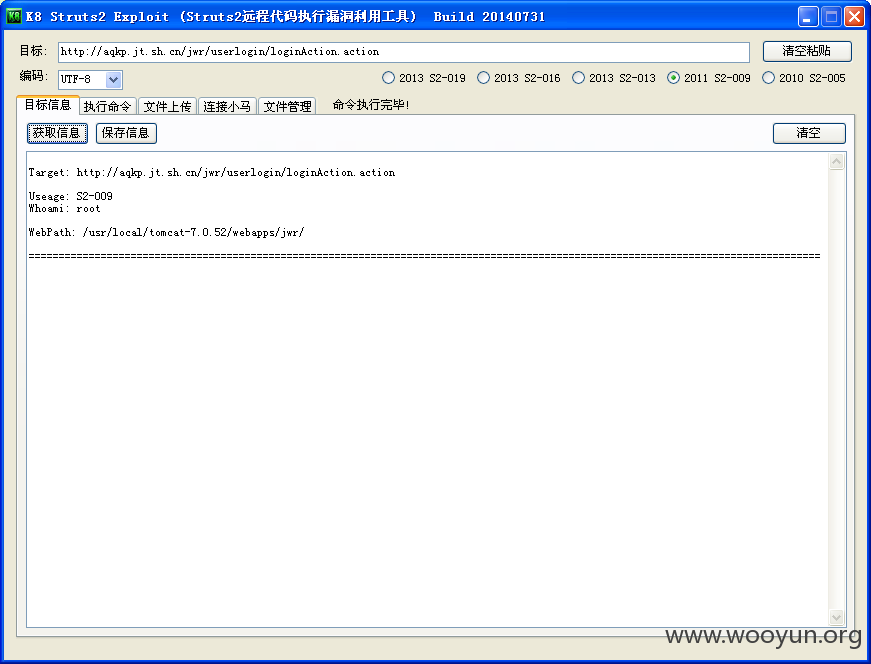 K8 Struts2 Exploit (Struts2远程代码执行漏洞利用工具) Build 20140731
目标: http://aqkp.jt.sh.cn/jwr/userlogin/loginAction.action 清空粘贴
编码: UTF-8 2013 S2-019 2013 S2-016 2013 S2-013 2011 S2-009 2010 S2-005
目标信息 执行命令 文件上传 连接小马 文件管理 命令执行完毕!
获取信息 保存信息 清空
Target: http://aqkp.jt.sh.cn/jwr/userlogin/loginAction.action
Useage: S2-009
Whoami: root
WebPath: /usr/local/tomcat-7.0.52/webapps/jwr/
====================================================================================================================================
www.wooyun.org